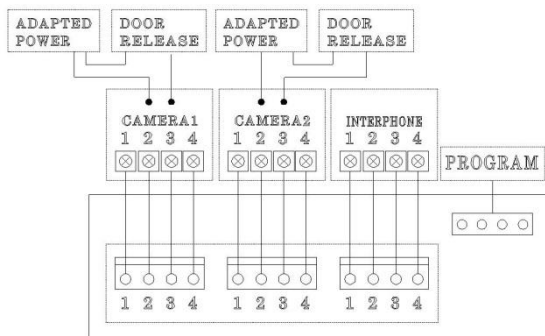 ADAPTED POWER
DOOR RELEASE
ADAPTED POWER
DOOR RELEASE
CAMERA1
1 2 3 4
CAMERA2
1 2 3 4
INTERPHONE
1 2 3 4
PROGRAM
1 2 3 4
1 2 3 4
1 2 3 4